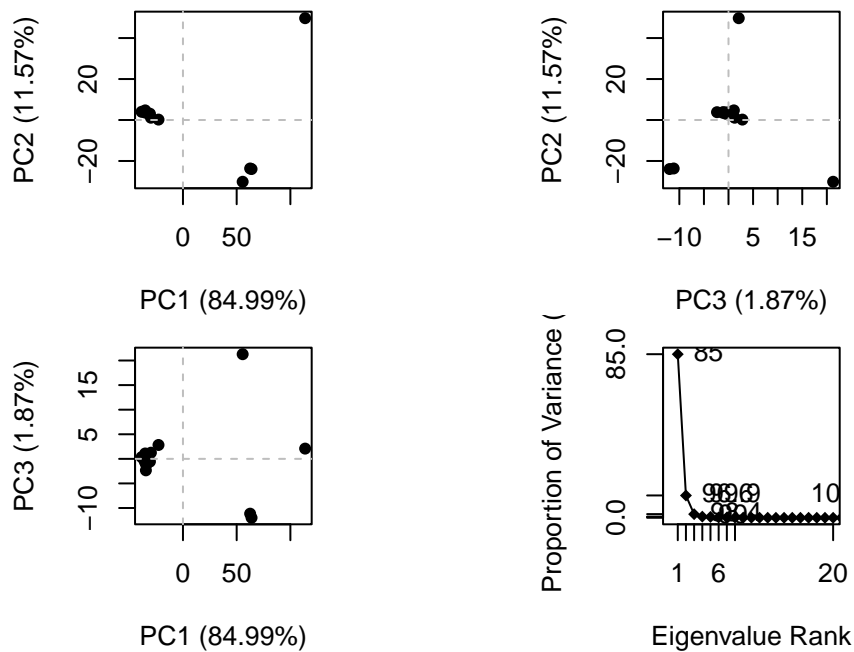 PC2 (11.57%)
20
−20
0
50
PC1 (84.99%)
PC2 (11.57%)
20
−20
−10
5
15
PC3 (1.87%)
PC3 (1.87%)
15
5
−10
0
50
PC1 (84.99%)
Proportion of Variance (
85.0
0.0
85
10
1
6
20
Eigenvalue Rank